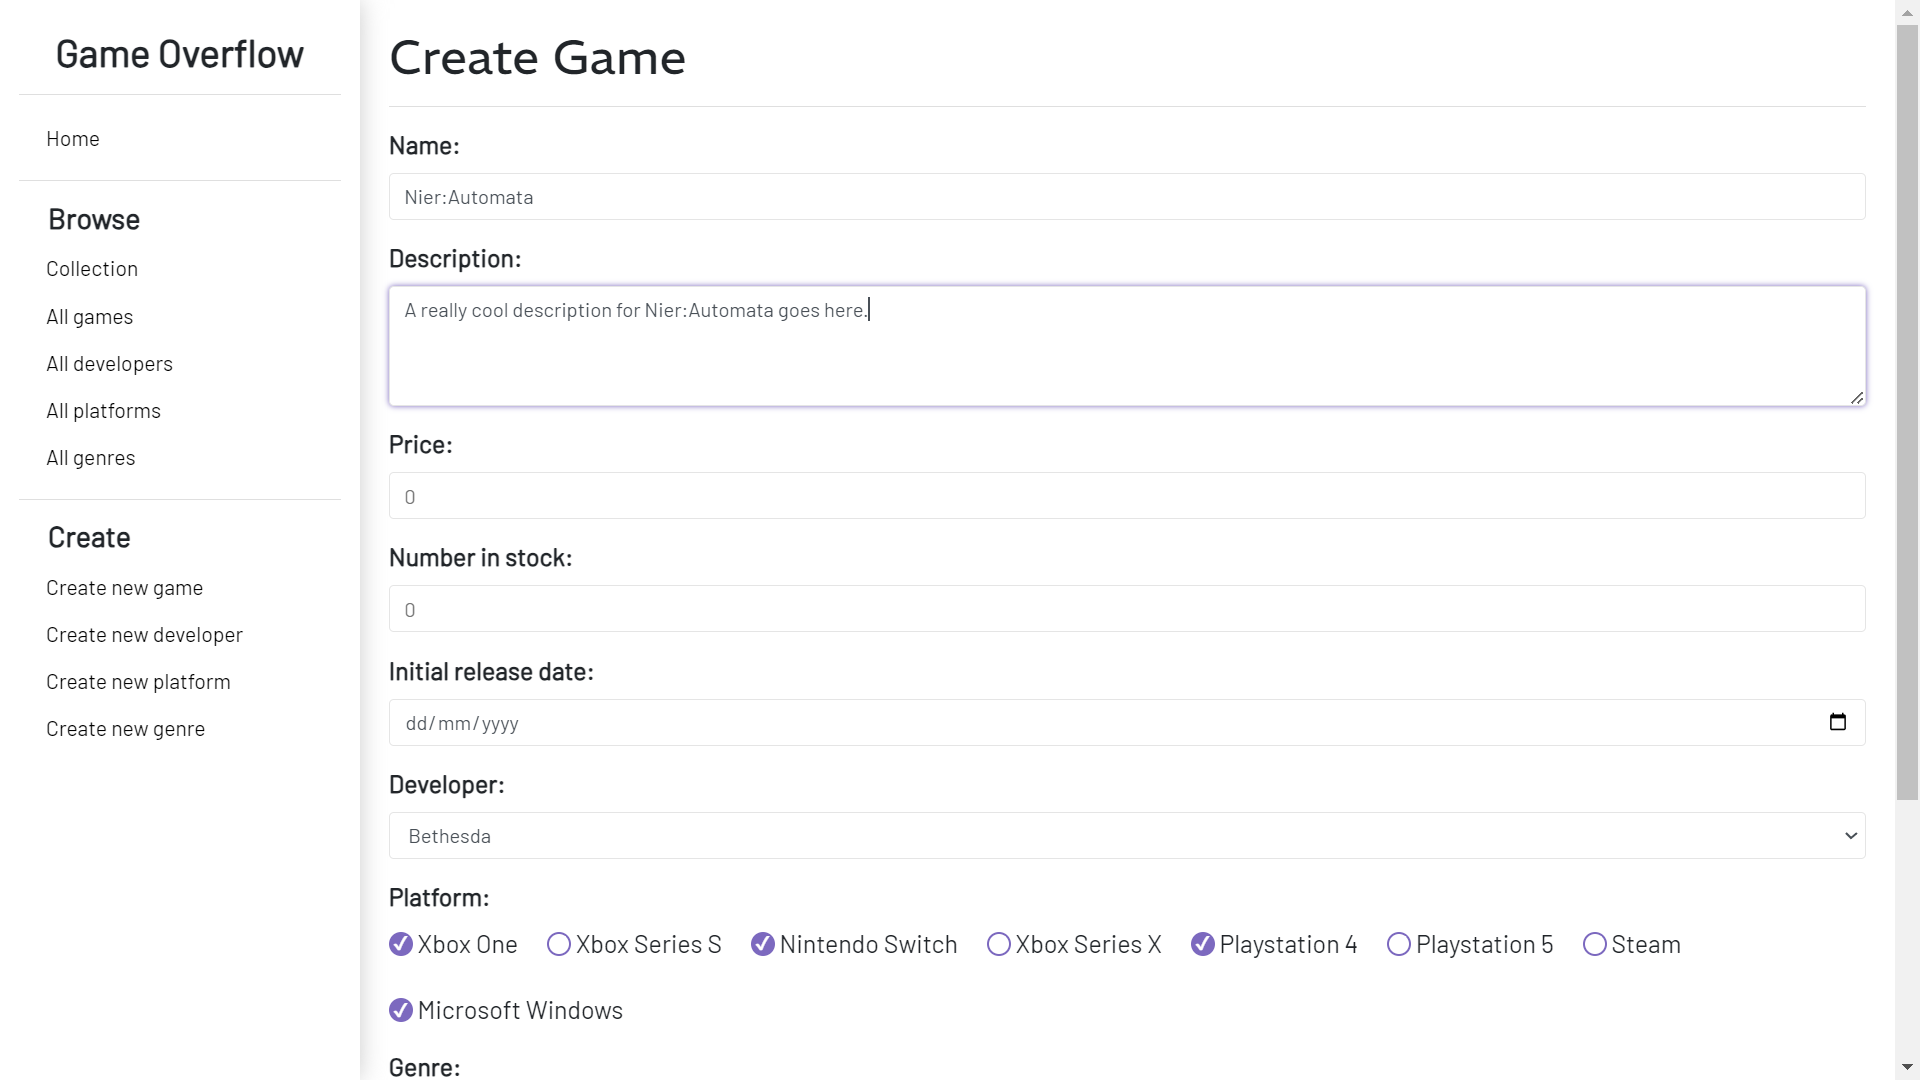 Game Overflow
Home
Browse
Collection
All games
All developers
All platforms
All genres
Create
Create new game
Create new developer
Create new platform
Create new genre
Create Game
Name:
Nier:Automata
Description:
A really cool description for Nier:Automata goes here.
Price:
0
Number in stock:
0
Initial release date:
dd/mm/yyyy
Developer:
Bethesda
Platform:
Xbox One Xbox Series S Nintendo Switch Xbox Series X Playstation 4 Playstation 5 Steam
Microsoft Windows
Genre: